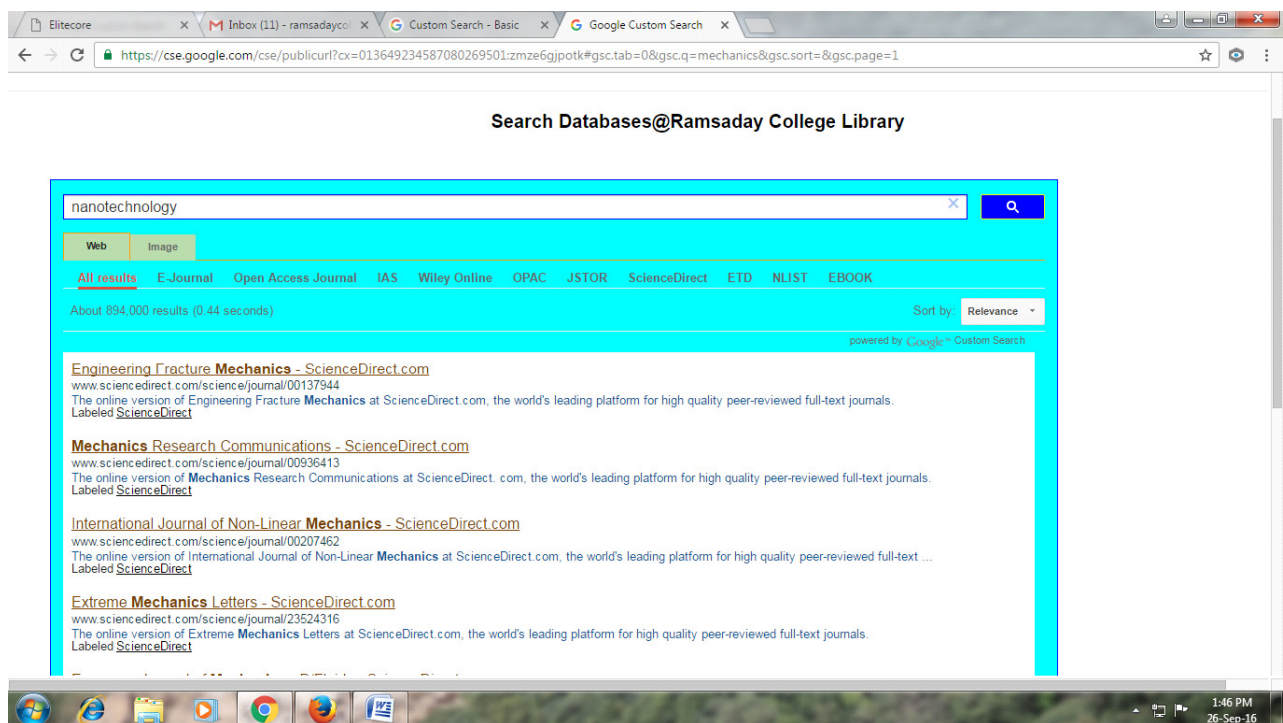 Elitecore
Inbox (11) - ramsadaycol
Custom Search - Basic
Google Custom Search
https://cse.google.com/cse/publicurl?cx=013649234587080269501:zmze6gjpotk#gsc.tab=0&gsc.q=mechanics&gsc.sort=&gsc.page=1
Search Databases@Ramsaday College Library
nanotechnology
Web Image
All results E-Journal Open Access Journal IAS Wiley Online OPAC JSTOR ScienceDirect ETD NLIST EBOOK
About 894,000 results (0.44 seconds) Sort by: Relevance
powered by Google™ Custom Search
Engineering Fracture Mechanics - ScienceDirect.com
www.sciencedirect.com/science/journal/00137944
The online version of Engineering Fracture Mechanics at ScienceDirect.com, the world's leading platform for high quality peer-reviewed full-text journals.
Labeled ScienceDirect
Mechanics Research Communications - ScienceDirect.com
www.sciencedirect.com/science/journal/00936413
The online version of Mechanics Research Communications at ScienceDirect. com, the world's leading platform for high quality peer-reviewed full-text journals.
Labeled ScienceDirect
International Journal of Non-Linear Mechanics - ScienceDirect.com
www.sciencedirect.com/science/journal/00207462
The online version of International Journal of Non-Linear Mechanics at ScienceDirect.com, the world's leading platform for high quality peer-reviewed full-text ...
Labeled ScienceDirect
Extreme Mechanics Letters - ScienceDirect.com
www.sciencedirect.com/science/journal/23524316
The online version of Extreme Mechanics Letters at ScienceDirect.com, the world's leading platform for high quality peer-reviewed full-text journals.
Labeled ScienceDirect
1:46 PM
26-Sep-16